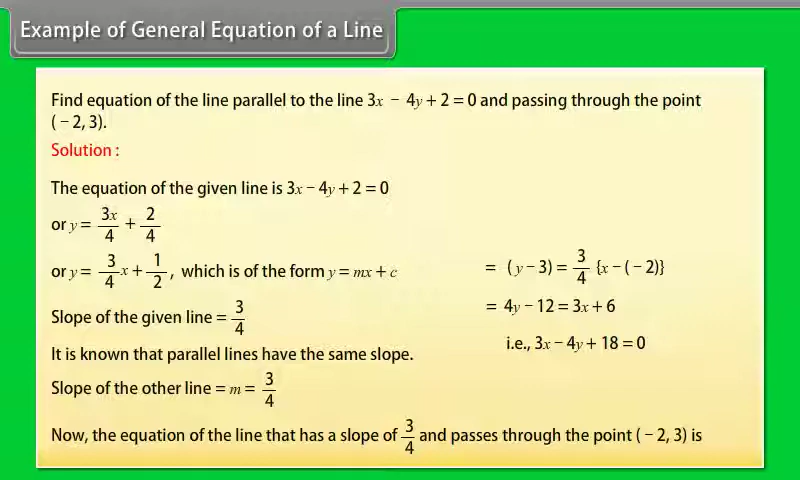 Example of General Equation of a Line
Find equation of the line parallel to the line 3x − 4y + 2 = 0 and passing through the point
(− 2, 3).
Solution :
The equation of the given line is 3x − 4y + 2 = 0
or y = 3x/4 + 2/4
or y = 3/4 x + 1/2 , which is of the form y = mx + c
Slope of the given line = 3/4
It is known that parallel lines have the same slope.
Slope of the other line = m = 3/4
Now, the equation of the line that has a slope of 3/4 and passes through the point (− 2, 3) is
= (y − 3) = 3/4 {x − (− 2)}
= 4y − 12 = 3x + 6
i.e., 3x − 4y + 18 = 0